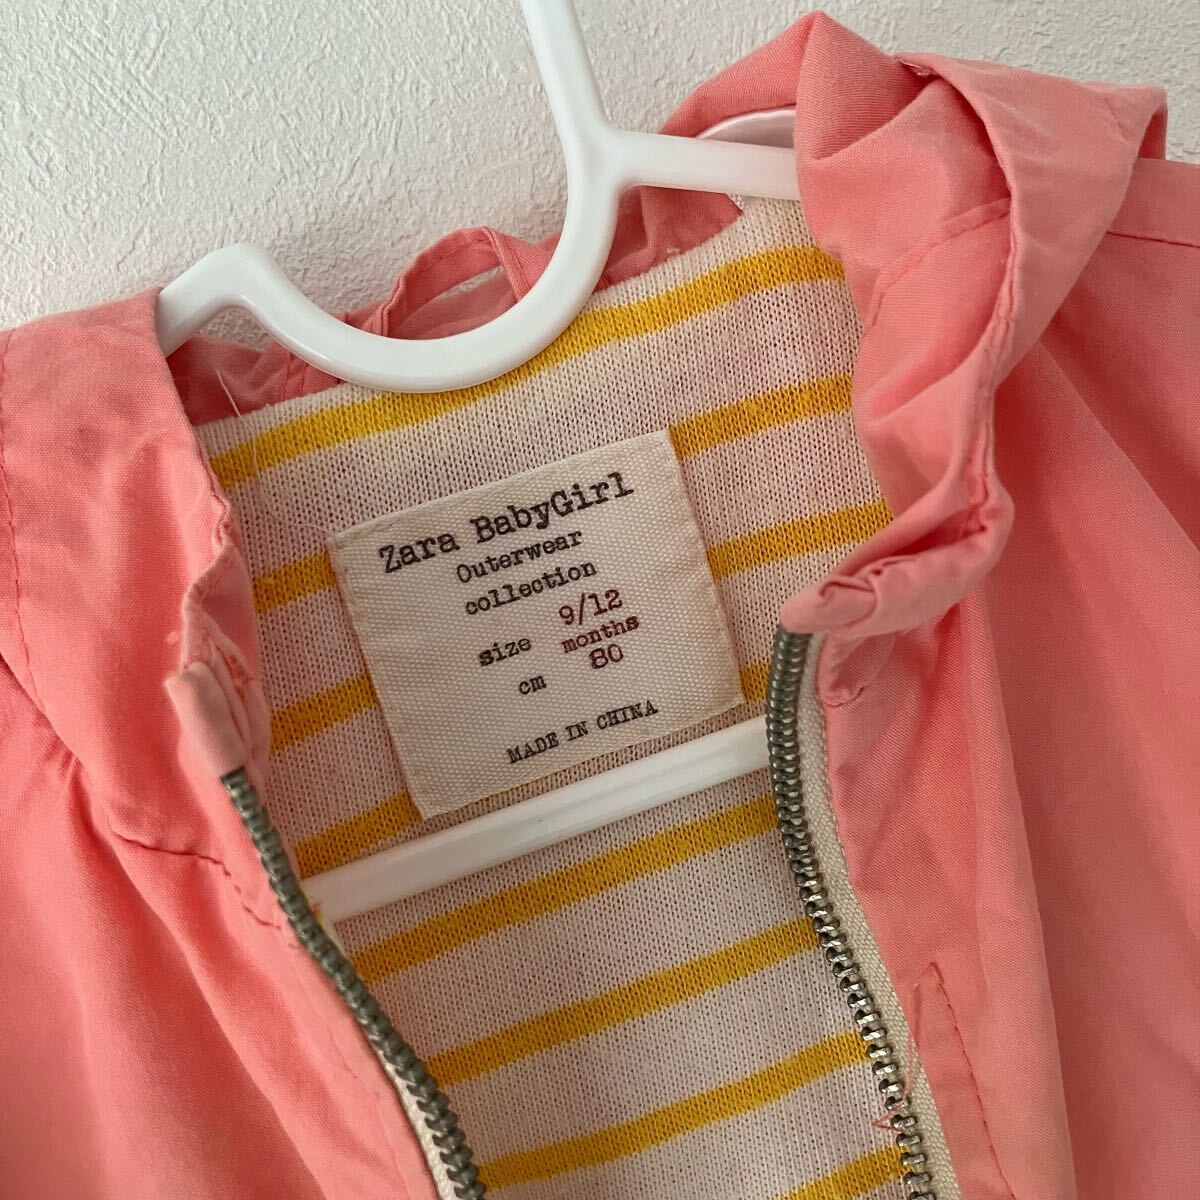 Zara BabyGirl
Outerwear
collection
size 9/12
months
cm 80
MADE IN CHINA